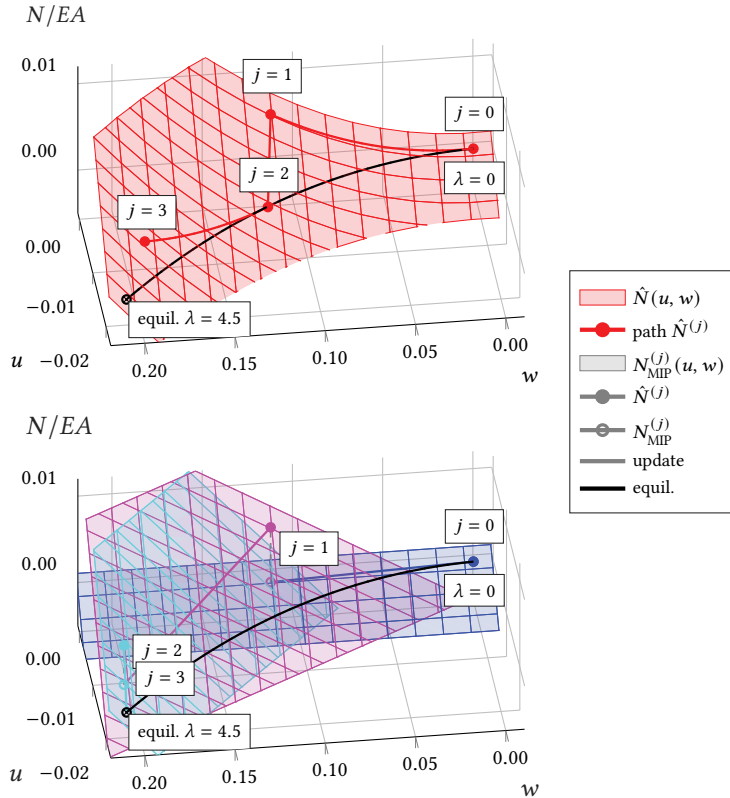 N/EA
0.01
0.00
0.00
−0.01
u −0.02
0.20
0.15
0.10
0.05
0.00
w
j = 1
j = 0
j = 2
λ = 0
j = 3
equil. λ = 4.5
N̂(u, w)
path N̂^(j)
N_MIP^(j)(u, w)
N̂^(j)
N_MIP^(j)
update
equil.
N/EA
0.01
0.00
0.00
−0.01
u −0.02
0.20
0.15
0.10
0.05
0.00
w
j = 0
j = 1
λ = 0
j = 2
j = 3
equil. λ = 4.5